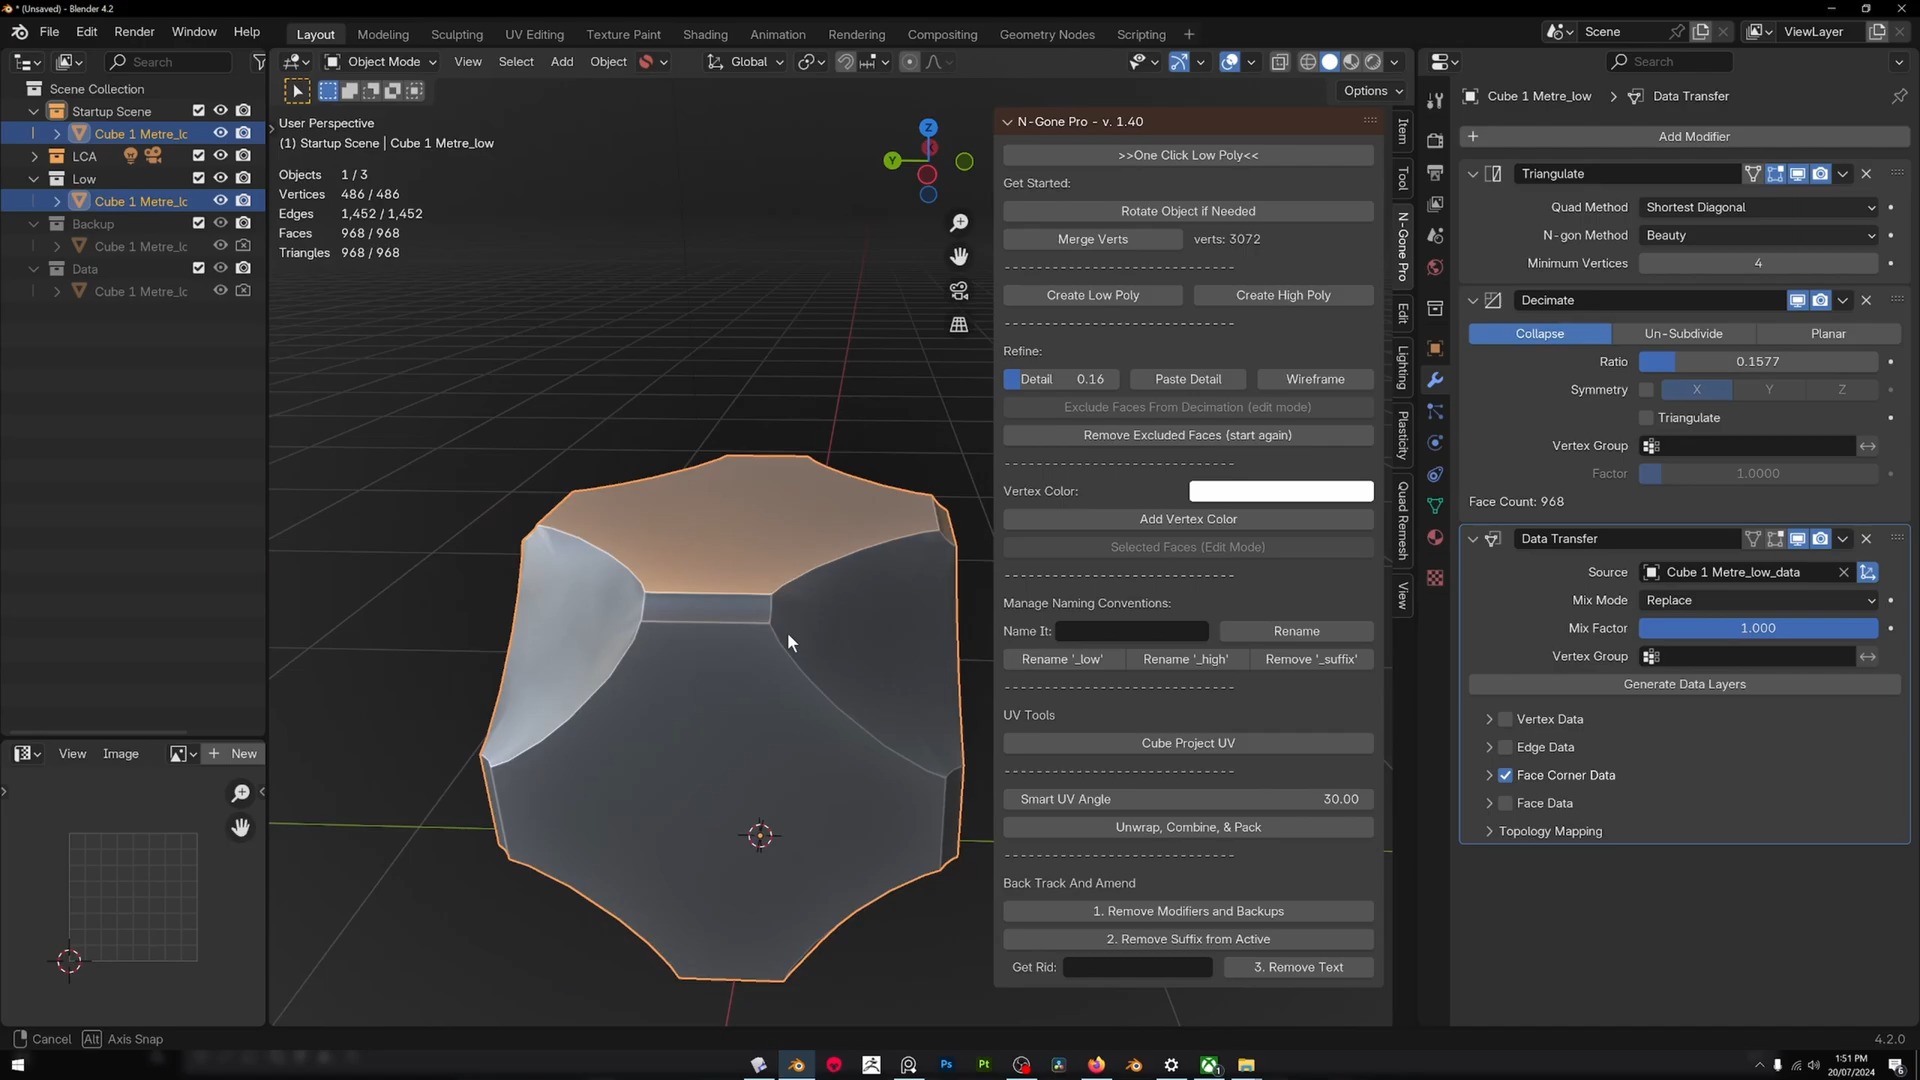 * (Unsaved) - Blender 4.2
File Edit Render Window Help
Layout Modeling Sculpting UV Editing Texture Paint Shading Animation Rendering Compositing Geometry Nodes Scripting +
Scene
ViewLayer
Search
Object Mode View Select Add Object Global
Search
Options
Scene Collection
Startup Scene
Cube 1 Metre_lc
LCA
Low
Cube 1 Metre_lc
Backup
Cube 1 Metre_lc
Data
Cube 1 Metre_lc
User Perspective
(1) Startup Scene | Cube 1 Metre_low
Objects 1 / 3
Vertices 486 / 486
Edges 1,452 / 1,452
Faces 968 / 968
Triangles 968 / 968
Z
Y
N-Gone Pro - v. 1.40
>>One Click Low Poly<<
Get Started:
Rotate Object if Needed
Merge Verts verts: 3072
----------------------------
Create Low Poly Create High Poly
----------------------------
Refine:
Detail 0.16 Paste Detail Wireframe
Exclude Faces From Decimation (edit mode)
Remove Excluded Faces (start again)
----------------------------
Vertex Color:
Add Vertex Color
Selected Faces (Edit Mode)
----------------------------
Manage Naming Conventions:
Name It: Rename
Rename '_low' Rename '_high' Remove '_suffix'
----------------------------
UV Tools
Cube Project UV
----------------------------
Smart UV Angle 30.00
Unwrap, Combine, & Pack
----------------------------
Back Track And Amend
1. Remove Modifiers and Backups
2. Remove Suffix from Active
Get Rid: 3. Remove Text
Item
Tool
N-Gone Pro
Edit
Lighting
Plasticity
Quad Remesh
View
Cube 1 Metre_low > Data Transfer
Add Modifier
Triangulate
Quad Method Shortest Diagonal
N-gon Method Beauty
Minimum Vertices 4
Decimate
Collapse Un-Subdivide Planar
Ratio 0.1577
Symmetry X Y Z
Triangulate
Vertex Group
Factor 1.0000
Face Count: 968
Data Transfer
Source Cube 1 Metre_low_data
Mix Mode Replace
Mix Factor 1.000
Vertex Group
Generate Data Layers
Vertex Data
Edge Data
Face Corner Data
Face Data
Topology Mapping
View Image New
Cancel Alt Axis Snap
4.2.0
Ps Pt
1:51 PM
20/07/2024